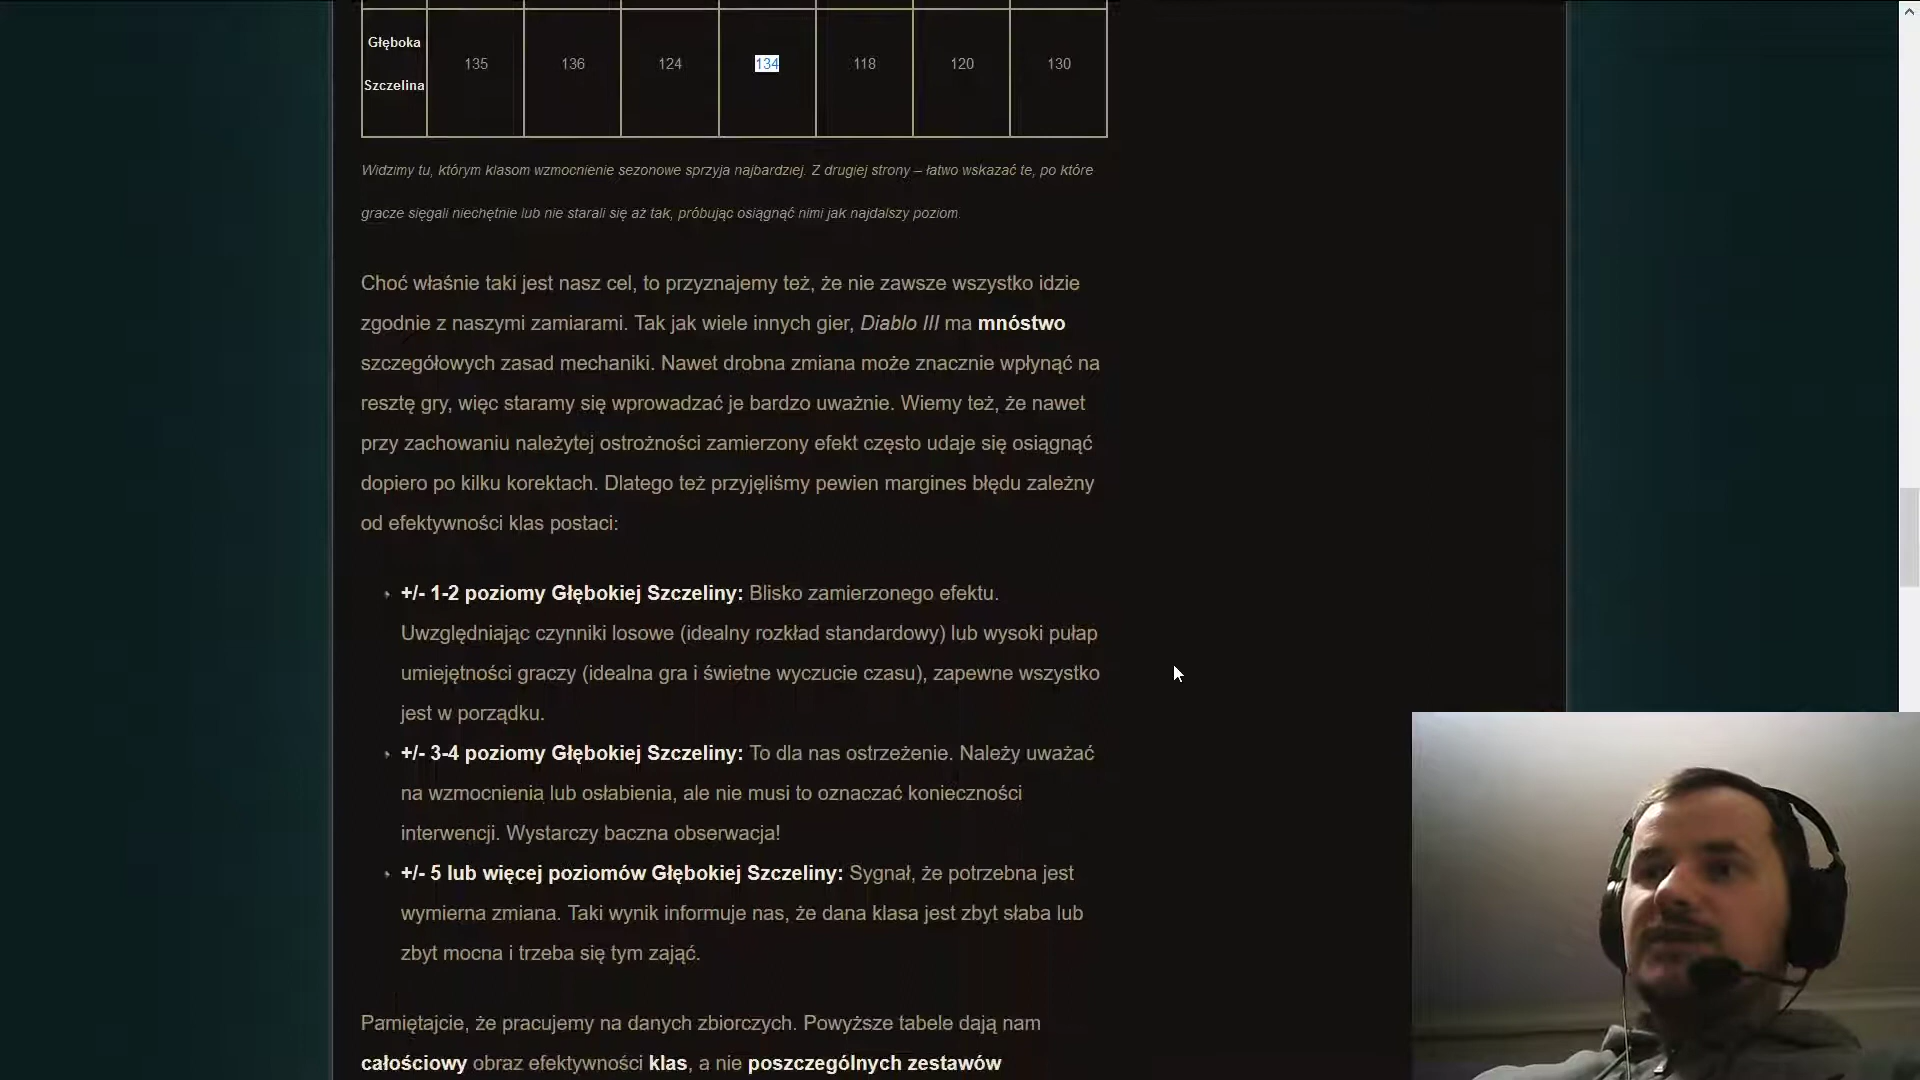 Głęboka
Szczelina
135 136 124 134 118 120 130
Widzimy tu, którym klasom wzmocnienie sezonowe sprzyja najbardziej. Z drugiej strony – łatwo wskazać te, po które
gracze sięgali niechętnie lub nie starali się aż tak, próbując osiągnąć nimi jak najdalszy poziom.
Choć właśnie taki jest nasz cel, to przyznajemy też, że nie zawsze wszystko idzie
zgodnie z naszymi zamiarami. Tak jak wiele innych gier, Diablo III ma mnóstwo
szczegółowych zasad mechaniki. Nawet drobna zmiana może znacznie wpłynąć na
resztę gry, więc staramy się wprowadzać je bardzo uważnie. Wiemy też, że nawet
przy zachowaniu należytej ostrożności zamierzony efekt często udaje się osiągnąć
dopiero po kilku korektach. Dlatego też przyjęliśmy pewien margines błędu zależny
od efektywności klas postaci:
+/- 1-2 poziomy Głębokiej Szczeliny: Blisko zamierzonego efektu.
Uwzględniając czynniki losowe (idealny rozkład standardowy) lub wysoki pułap
umiejętności graczy (idealna gra i świetne wyczucie czasu), zapewne wszystko
jest w porządku.
+/- 3-4 poziomy Głębokiej Szczeliny: To dla nas ostrzeżenie. Należy uważać
na wzmocnienia lub osłabienia, ale nie musi to oznaczać konieczności
interwencji. Wystarczy baczna obserwacja!
+/- 5 lub więcej poziomów Głębokiej Szczeliny: Sygnał, że potrzebna jest
wymierna zmiana. Taki wynik informuje nas, że dana klasa jest zbyt słaba lub
zbyt mocna i trzeba się tym zająć.
Pamiętajcie, że pracujemy na danych zbiorczych. Powyższe tabele dają nam
całościowy obraz efektywności klas, a nie poszczególnych zestawów